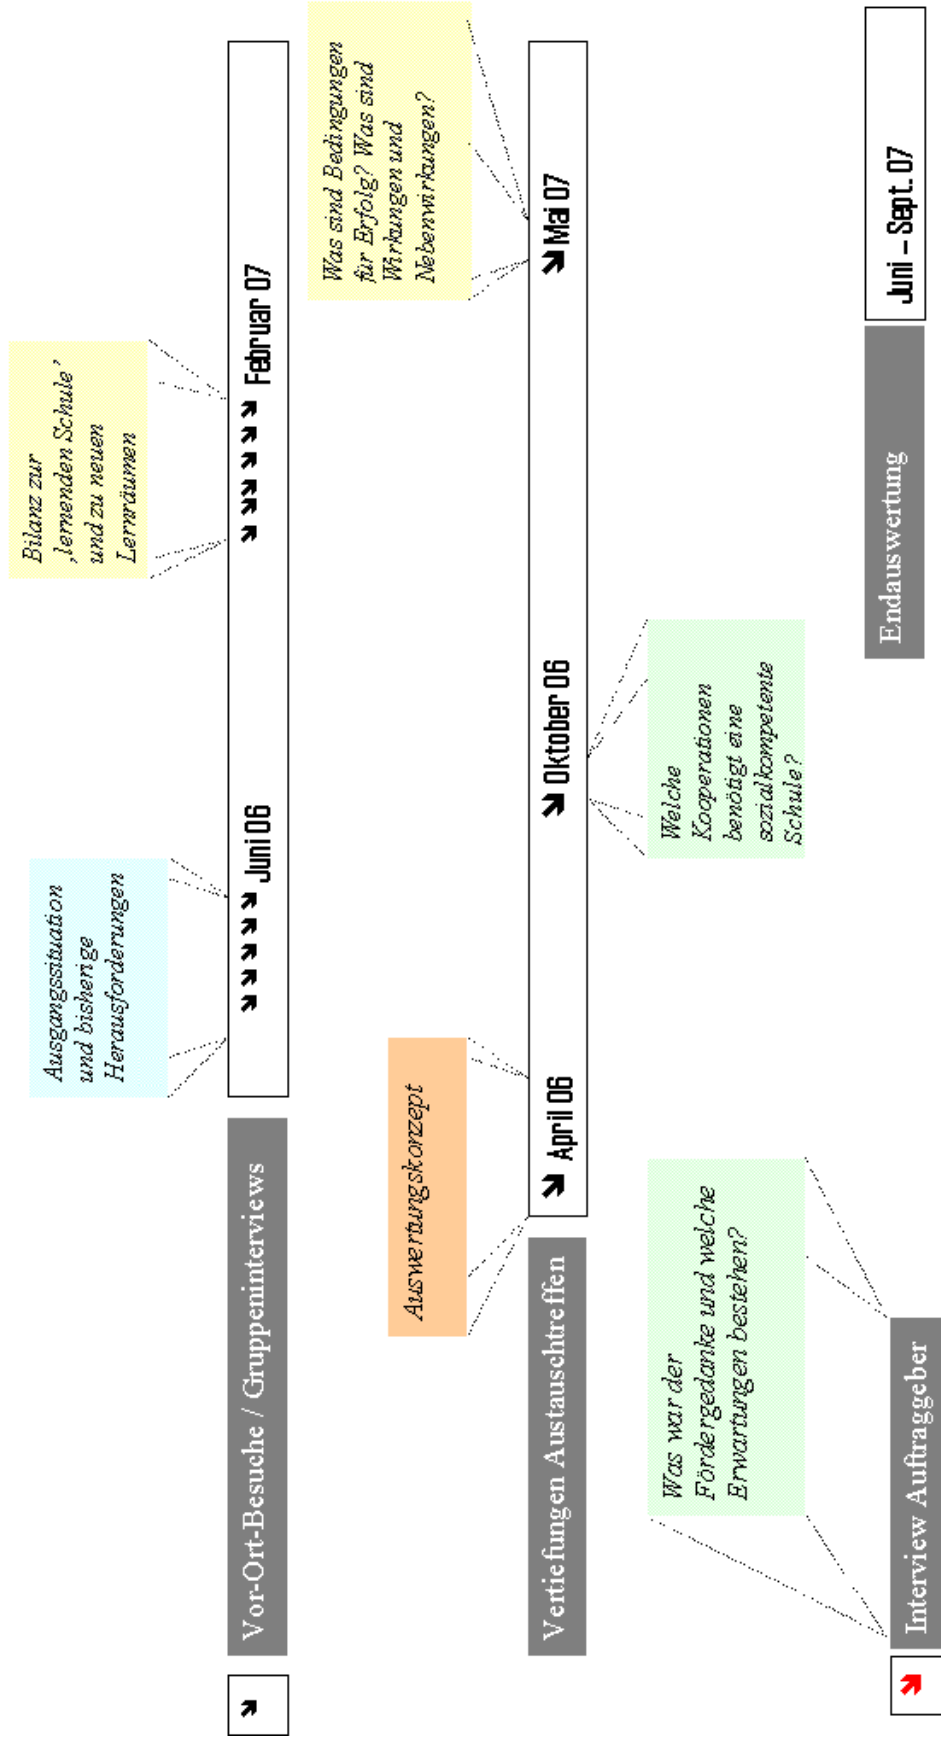 Ausgangssituation
und bisherige
Herausforderungen
Bilanz zur
‚lernenden Schule’
und zu neuen
Lernräumen
Vor-Ort-Besuche / Gruppeninterviews
Juni 06
Februar 07
Auswertungskonzept
Was sind Bedingungen
für Erfolg? Was sind
Wirkungen und
Nebenwirkungen?
Vertiefungen Austauschtreffen
April 06
Oktober 06
Mai 07
Was war der
Fördergedanke und welche
Erwartungen bestehen?
Welche
Kooperationen
benötigt eine
sozialkompetente
Schule?
Interview Auftraggeber
Endauswertung
Juni – Sept. 07